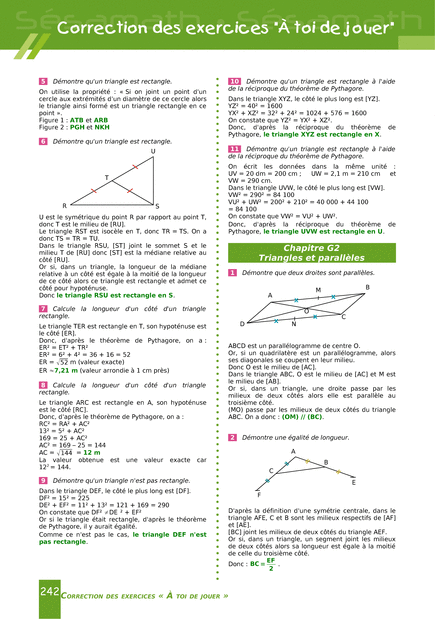 Correction des exercices "À toi de jouer"
5 Démontre qu'un triangle est rectangle.
On utilise la propriété : « Si on joint un point d'un
cercle aux extrémités d'un diamètre de ce cercle alors
le triangle ainsi formé est un triangle rectangle en ce
point ».
Figure 1 : ATB et ARB
Figure 2 : PGH et NKH
6 Démontre qu'un triangle est rectangle.
U
T
R
S
U est le symétrique du point R par rapport au point T,
donc T est le milieu de [RU].
Le triangle RST est isocèle en T, donc TR = TS. On a
donc TS = TR = TU.
Dans le triangle RSU, [ST] joint le sommet S et le
milieu T de [RU] donc [ST] est la médiane relative au
côté [RU].
Or si, dans un triangle, la longueur de la médiane
relative à un côté est égale à la moitié de la longueur
de ce côté alors ce triangle est rectangle et admet ce
côté pour hypoténuse.
Donc le triangle RSU est rectangle en S.
7 Calcule la longueur d'un côté d'un triangle
rectangle.
Le triangle TER est rectangle en T, son hypoténuse est
le côté [ER].
Donc, d'après le théorème de Pythagore, on a :
ER² = ET² + TR²
ER² = 6² + 4² = 36 + 16 = 52
ER = √52 m (valeur exacte)
ER ≈7,21 m (valeur arrondie à 1 cm près)
8 Calcule la longueur d'un côté d'un triangle
rectangle.
Le triangle ARC est rectangle en A, son hypoténuse
est le côté [RC].
Donc, d'après le théorème de Pythagore, on a :
RC² = RA² + AC²
13² = 5² + AC²
169 = 25 + AC²
AC² = 169 – 25 = 144
AC = √144 = 12 m
La valeur obtenue est une valeur exacte car
12² = 144.
9 Démontre qu'un triangle n'est pas rectangle.
Dans le triangle DEF, le côté le plus long est [DF].
DF² = 15² = 225
DE² + EF² = 11² + 13² = 121 + 169 = 290
On constate que DF² ≠ DE² + EF²
Or si le triangle était rectangle, d'après le théorème
de Pythagore, il y aurait égalité.
Comme ce n'est pas le cas, le triangle DEF n'est
pas rectangle.
10 Démontre qu'un triangle est rectangle à l'aide
de la réciproque du théorème de Pythagore.
Dans le triangle XYZ, le côté le plus long est [YZ].
YZ² = 40² = 1600
YX² + XZ² = 32² + 24² = 1024 + 576 = 1600
On constate que YZ² = YX² + XZ².
Donc, d'après la réciproque du théorème de
Pythagore, le triangle XYZ est rectangle en X.
11 Démontre qu'un triangle est rectangle à l'aide
de la réciproque du théorème de Pythagore.
On écrit les données dans la même unité :
UV = 20 dm = 200 cm ; UW = 2,1 m = 210 cm et
VW = 290 cm.
Dans le triangle UVW, le côté le plus long est [VW].
VW² = 290² = 84 100
VU² + UW² = 200² + 210² = 40 000 + 44 100
= 84 100
On constate que VW² = VU² + UW².
Donc, d'après la réciproque du théorème de
Pythagore, le triangle UVW est rectangle en U.
Chapitre G2
Triangles et parallèles
1 Démontre que deux droites sont parallèles.
A
M
B
O
D
N
C
ABCD est un parallélogramme de centre O.
Or, si un quadrilatère est un parallélogramme, alors
ses diagonales se coupent en leur milieu.
Donc O est le milieu de [AC].
Dans le triangle ABC, O est le milieu de [AC] et M est
le milieu de [AB].
Or si, dans un triangle, une droite passe par les
milieux de deux côtés alors elle est parallèle au
troisième côté.
(MO) passe par les milieux de deux côtés du triangle
ABC. On a donc : (OM) // (BC).
2 Démontre une égalité de longueur.
A
B
C
E
F
D'après la définition d'une symétrie centrale, dans le
triangle AFE, C et B sont les milieux respectifs de [AF]
et [AE].
[BC] joint les milieux de deux côtés du triangle AEF.
Or si, dans un triangle, un segment joint les milieux
de deux côtés alors sa longueur est égale à la moitié
de celle du troisième côté.
Donc : BC = EF/2 .
242 CORRECTION DES EXERCICES « À TOI DE JOUER »